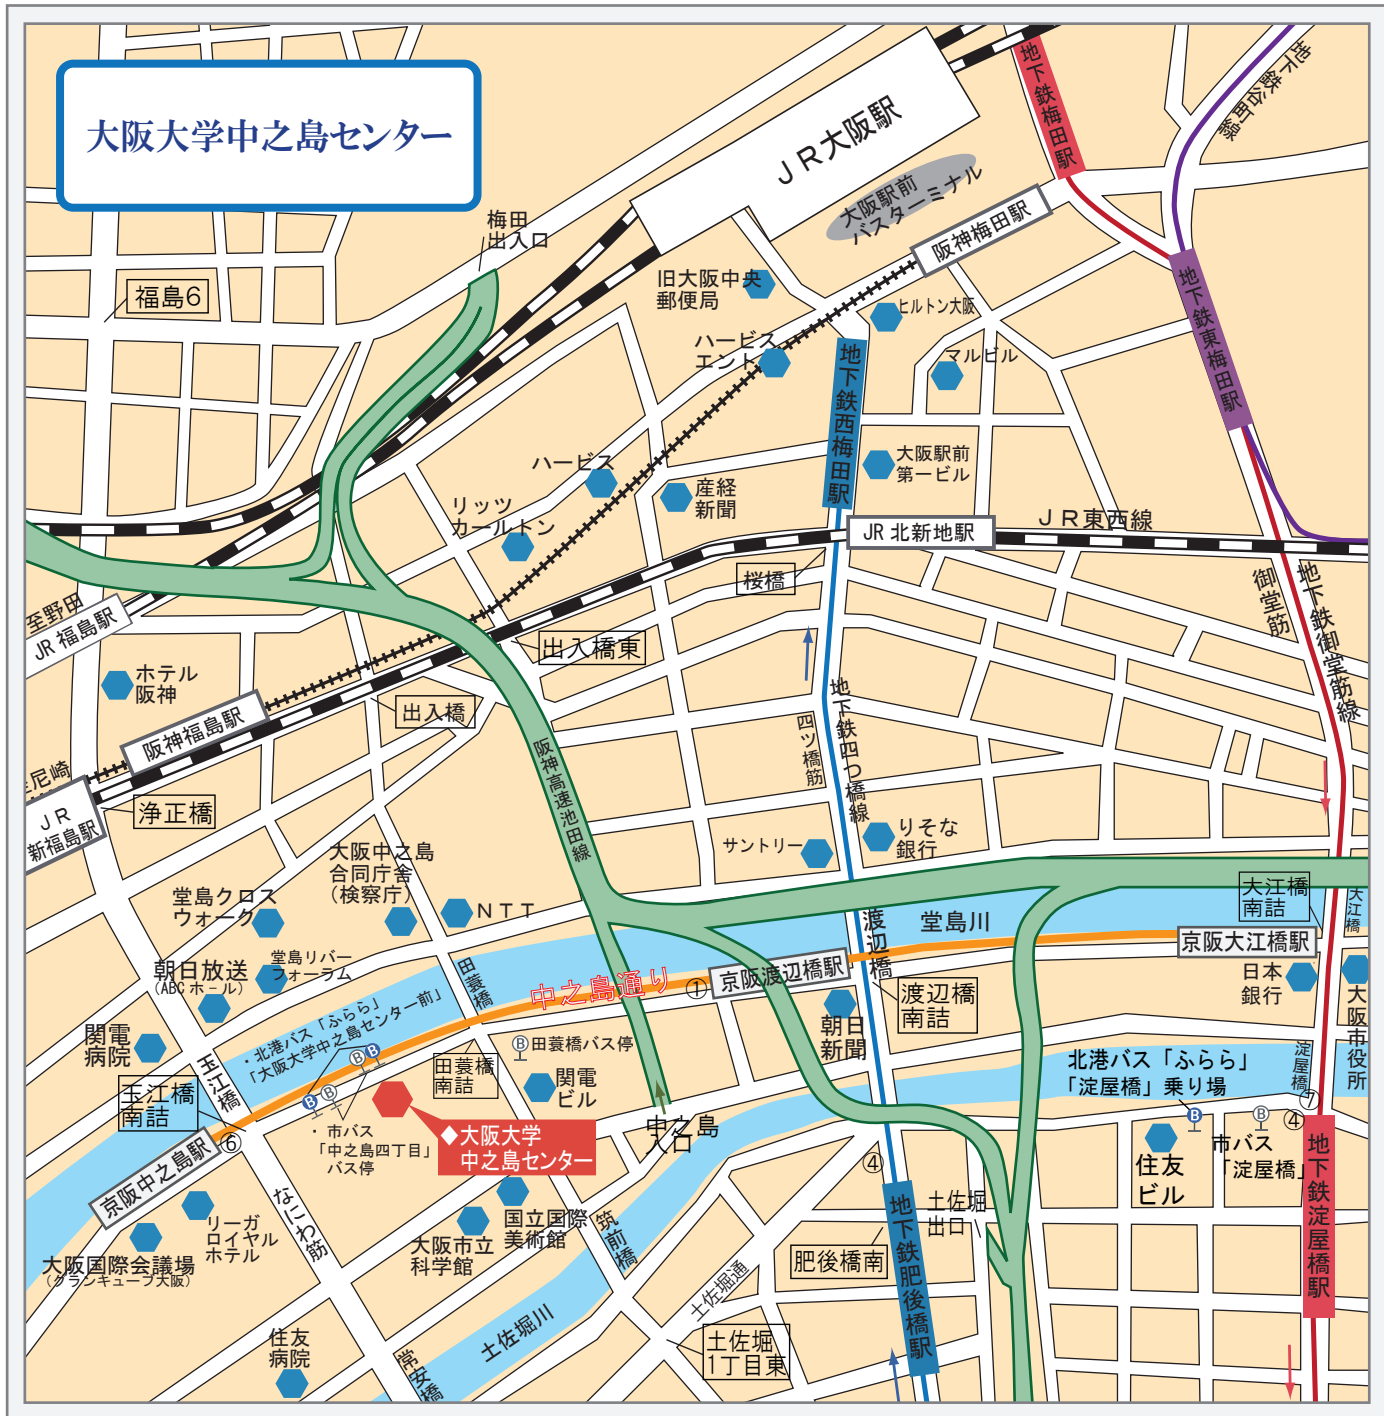 大阪大学中之島センター
地下鉄梅田駅
地下鉄谷町線
JR大阪駅
大阪駅前
バスターミナル
阪神梅田駅
梅田
出入口
福島6
旧大阪中央
郵便局
ヒルトン大阪
地下鉄東梅田駅
ハービス
エント
マルビル
地下鉄西梅田駅
ハービス
大阪駅前
第一ビル
産経
新聞
リッツ
カールトン
JR 北新地駅
JR東西線
桜橋
御堂筋
地下鉄御堂筋線
至野田
JR 福島駅
出入橋東
ホテル
阪神
出入橋
阪神福島駅
四ツ橋筋
地下鉄四つ橋線
阪神高速池田線
至尼崎
JR
新福島駅
浄正橋
サントリー
りそな
銀行
大阪中之島
合同庁舎
(検察庁)
堂島クロス
ウォーク
NTT
大江橋
南詰
大江橋
堂島川
渡辺橋
京阪大江橋駅
朝日放送
(ABCホール)
堂島リバー
フォーラム
田蓑橋
中之島通り
①
京阪渡辺橋駅
日本
銀行
大阪市役所
渡辺橋
南詰
朝日
新聞
関電
病院
・北港バス「ふらら」
「大阪大学中之島センター前」
B
B
B
田蓑橋バス停
田蓑橋
南詰
玉江橋
玉江橋
南詰
関電
ビル
北港バス「ふらら」
「淀屋橋」乗り場
淀屋橋
⑦
B
B
④
B
B
・ 市バス
「中之島四丁目」
バス停
⑥
◆大阪大学
中之島センター
中之島
入口
④
住友
ビル
市バス
「淀屋橋」
地下鉄淀屋橋駅
京阪中之島駅
なにわ筋
リーガ
ロイヤル
ホテル
大阪国際会議場
(グランキューブ大阪)
国立国際
美術館
大阪市立
科学館
筑前橋
土佐堀
出口
肥後橋南
地下鉄肥後橋駅
土佐堀通
土佐堀川
土佐堀
1丁目東
住友
病院
常安橋